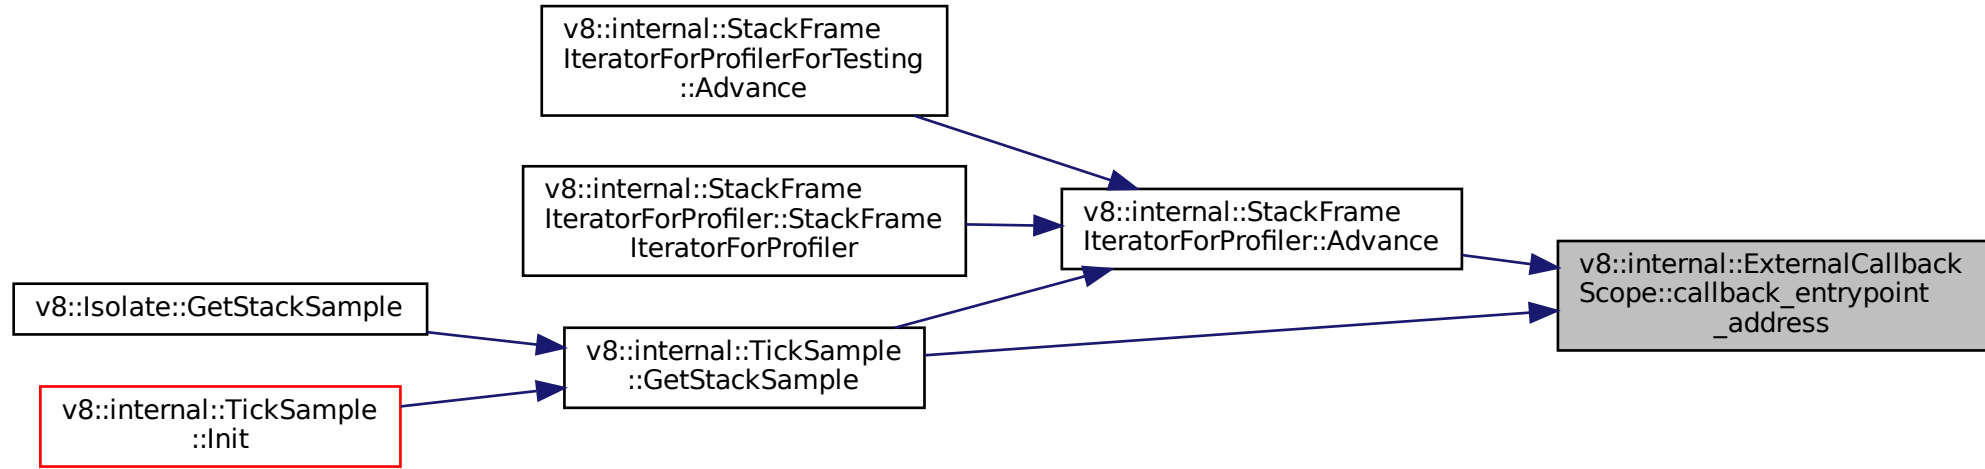 v8::internal::StackFrame
IteratorForProfilerForTesting
::Advance
v8::internal::StackFrame
IteratorForProfiler::StackFrame
IteratorForProfiler
v8::internal::StackFrame
IteratorForProfiler::Advance
v8::internal::ExternalCallback
Scope::callback_entrypoint
_address
v8::Isolate::GetStackSample
v8::internal::TickSample
::GetStackSample
v8::internal::TickSample
::Init